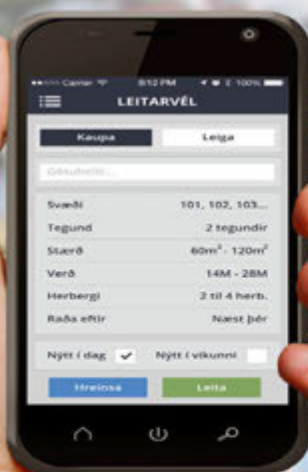 Carrier 8:12 PM 100%
LEITARVÉL
Kaupa Leiga
Götuheiti...
Svæði 101, 102, 103...
Tegund 2 tegundir
Stærð 60m² - 120m²
Verð 14M - 28M
Herbergi 2 til 4 herb.
Raða eftir Næst þér
Nýtt í dag Nýtt í vikunni
Hreinsa Leita